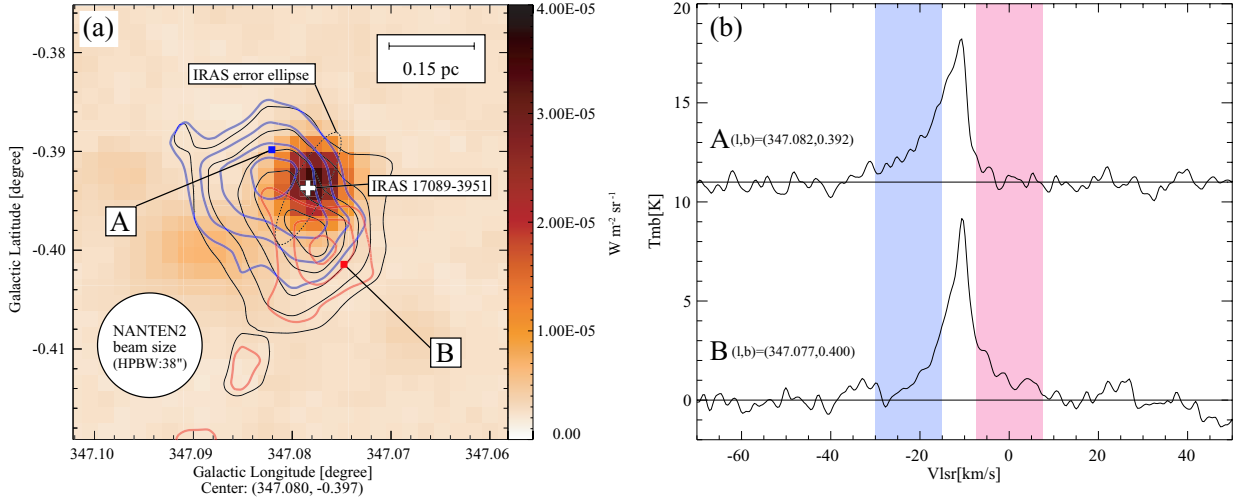 (a)
-0.38
-0.39
-0.40
-0.41
Galactic Latitude [degree]
IRAS error ellipse
0.15 pc
IRAS 17089-3951
A
B
NANTEN2
beam size
(HPBW:38")
347.10
347.09
347.08
347.07
347.06
Galactic Longitude [degree]
Center: (347.080, -0.397)
4.00E-05
3.00E-05
2.00E-05
1.00E-05
0.00
W m-2 sr-1
(b)
20
15
10
5
0
Tmb[K]
A (l,b)=(347.082,0.392)
B (l,b)=(347.077,0.400)
-60
-40
-20
0
20
40
Vlsr[km/s]